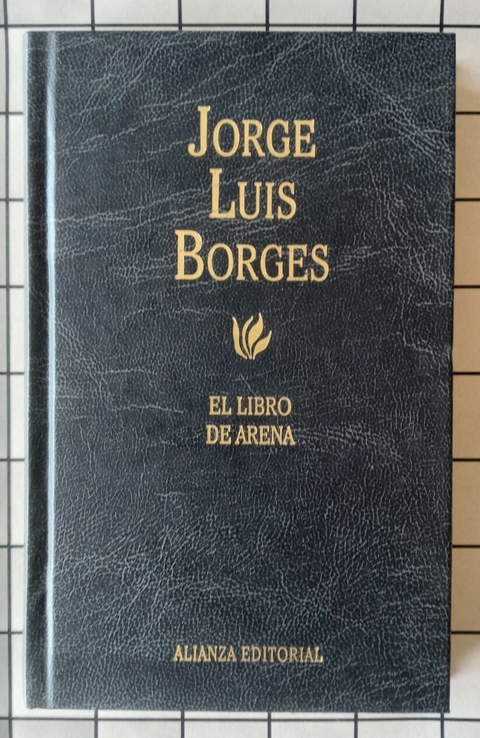 JORGE
LUIS
BORGES
EL LIBRO
DE ARENA
ALIANZA EDITORIAL